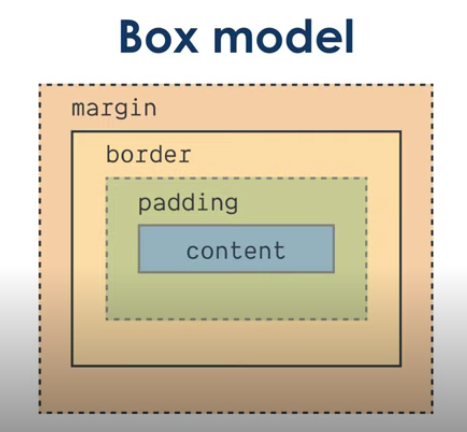 Box model
margin
border
padding
content